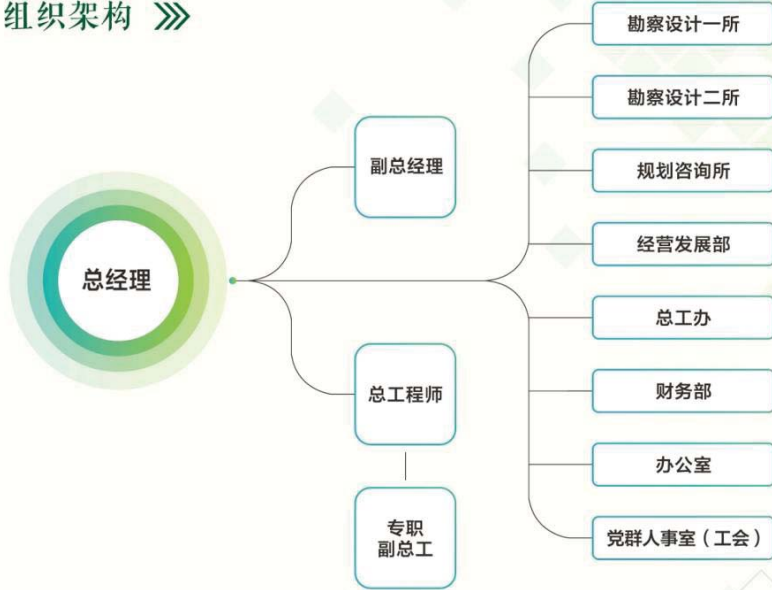 组织架构
勘察设计一所
勘察设计二所
副总经理
规划咨询所
经营发展部
总经理
总工办
总工程师
财务部
办公室
专职
副总工
党群人事室（工会）